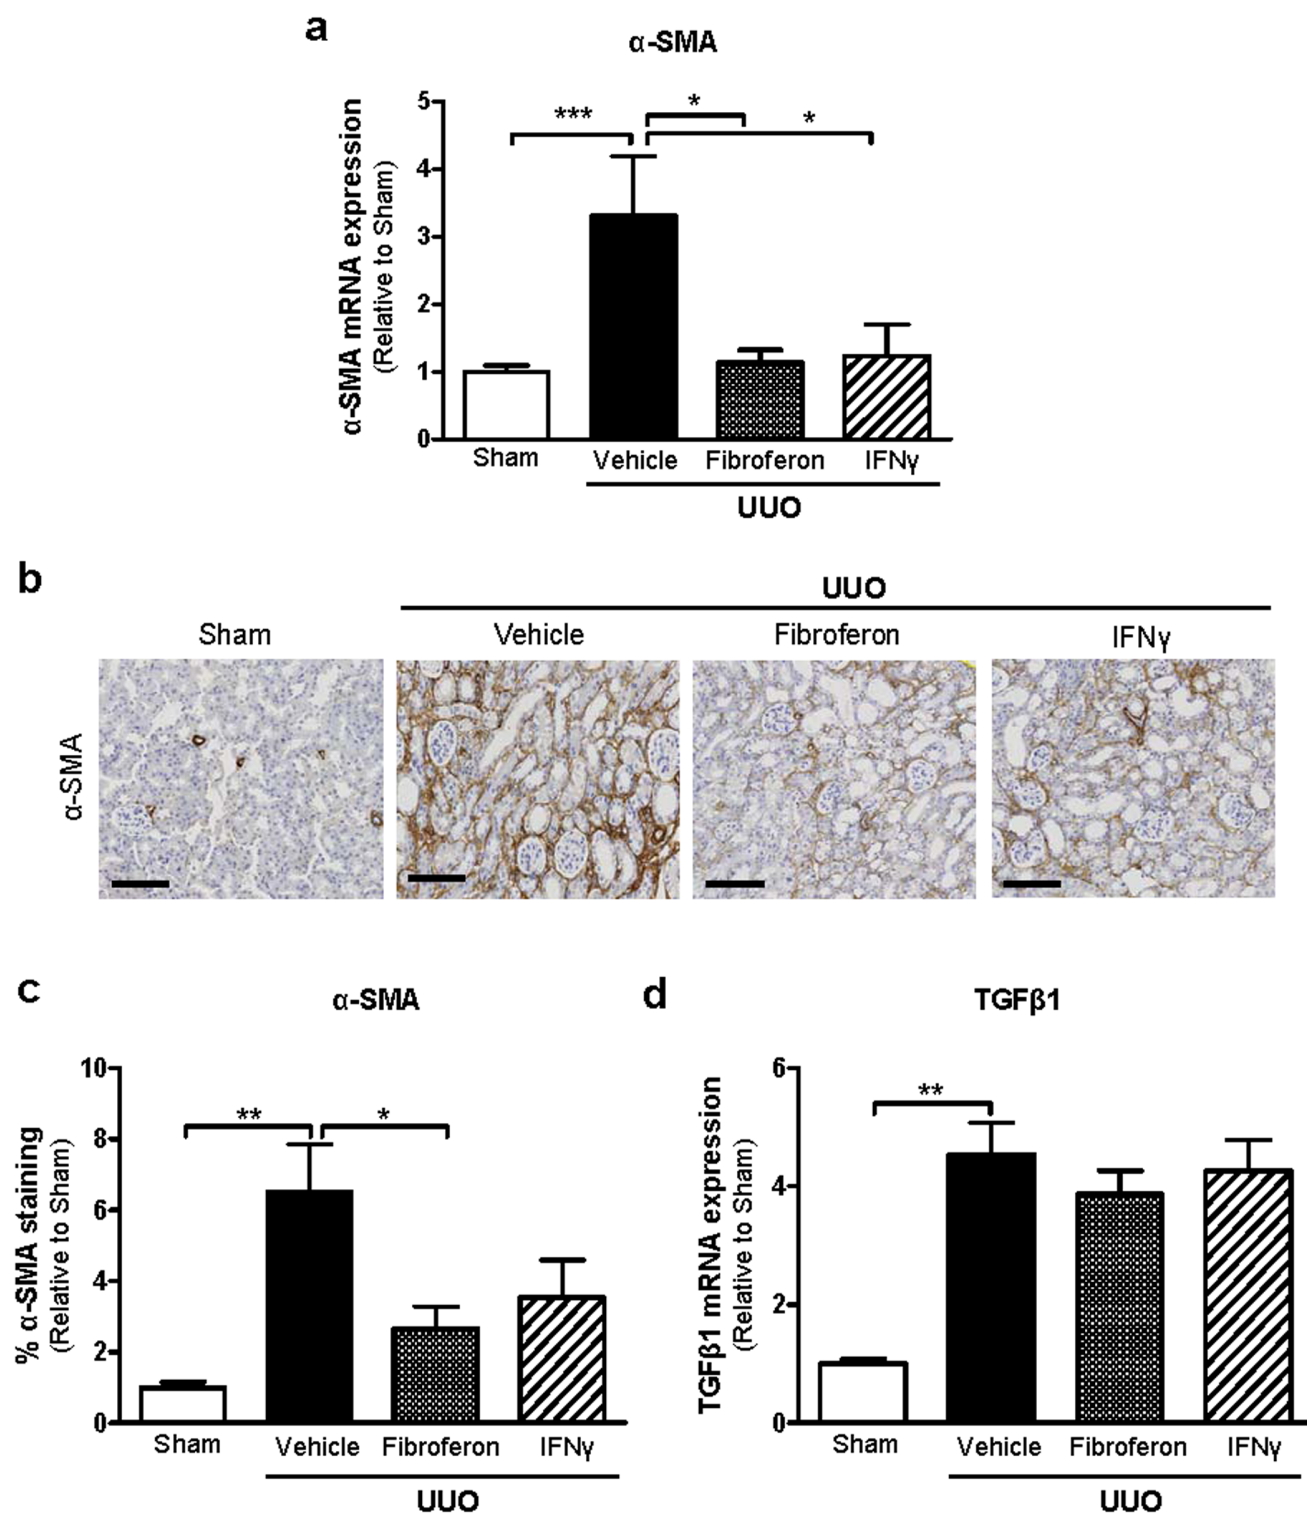 a
α-SMA
α-SMA mRNA expression
(Relative to Sham)
5
4
3
2
1
0
***
*
*
Sham
Vehicle
Fibroferon
IFNγ
UUO
b
UUO
Sham
Vehicle
Fibroferon
IFNγ
α-SMA
c
α-SMA
% α-SMA staining
(Relative to Sham)
10
8
6
4
2
0
**
*
Sham
Vehicle
Fibroferon
IFNγ
UUO
d
TGFβ1
TGFβ1 mRNA expression
(Relative to Sham)
6
4
2
0
**
Sham
Vehicle
Fibroferon
IFNγ
UUO